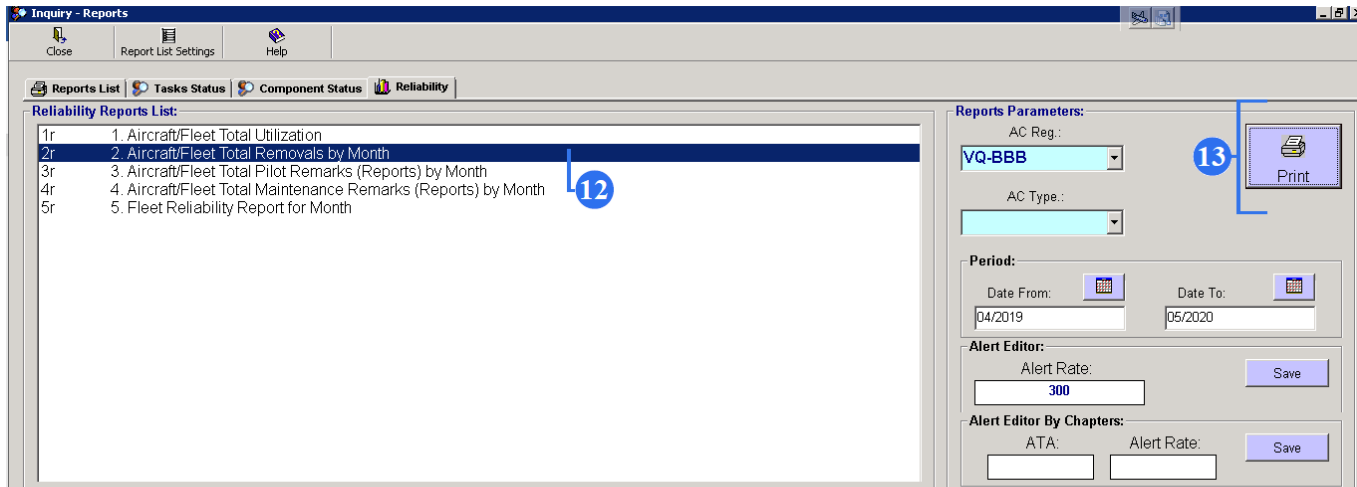 Inquiry - Reports
Close Report List Settings Help
Reports List Tasks Status Component Status Reliability
Reliability Reports List:
1r 1. Aircraft/Fleet Total Utilization
2r 2. Aircraft/Fleet Total Removals by Month
3r 3. Aircraft/Fleet Total Pilot Remarks (Reports) by Month
4r 4. Aircraft/Fleet Total Maintenance Remarks (Reports) by Month
5r 5. Fleet Reliability Report for Month
12
Reports Parameters:
AC Reg.:
VQ-BBB
13
Print
AC Type.:
Period:
Date From: Date To:
04/2019 05/2020
Alert Editor:
Alert Rate:
300
Save
Alert Editor By Chapters:
ATA: Alert Rate:
Save